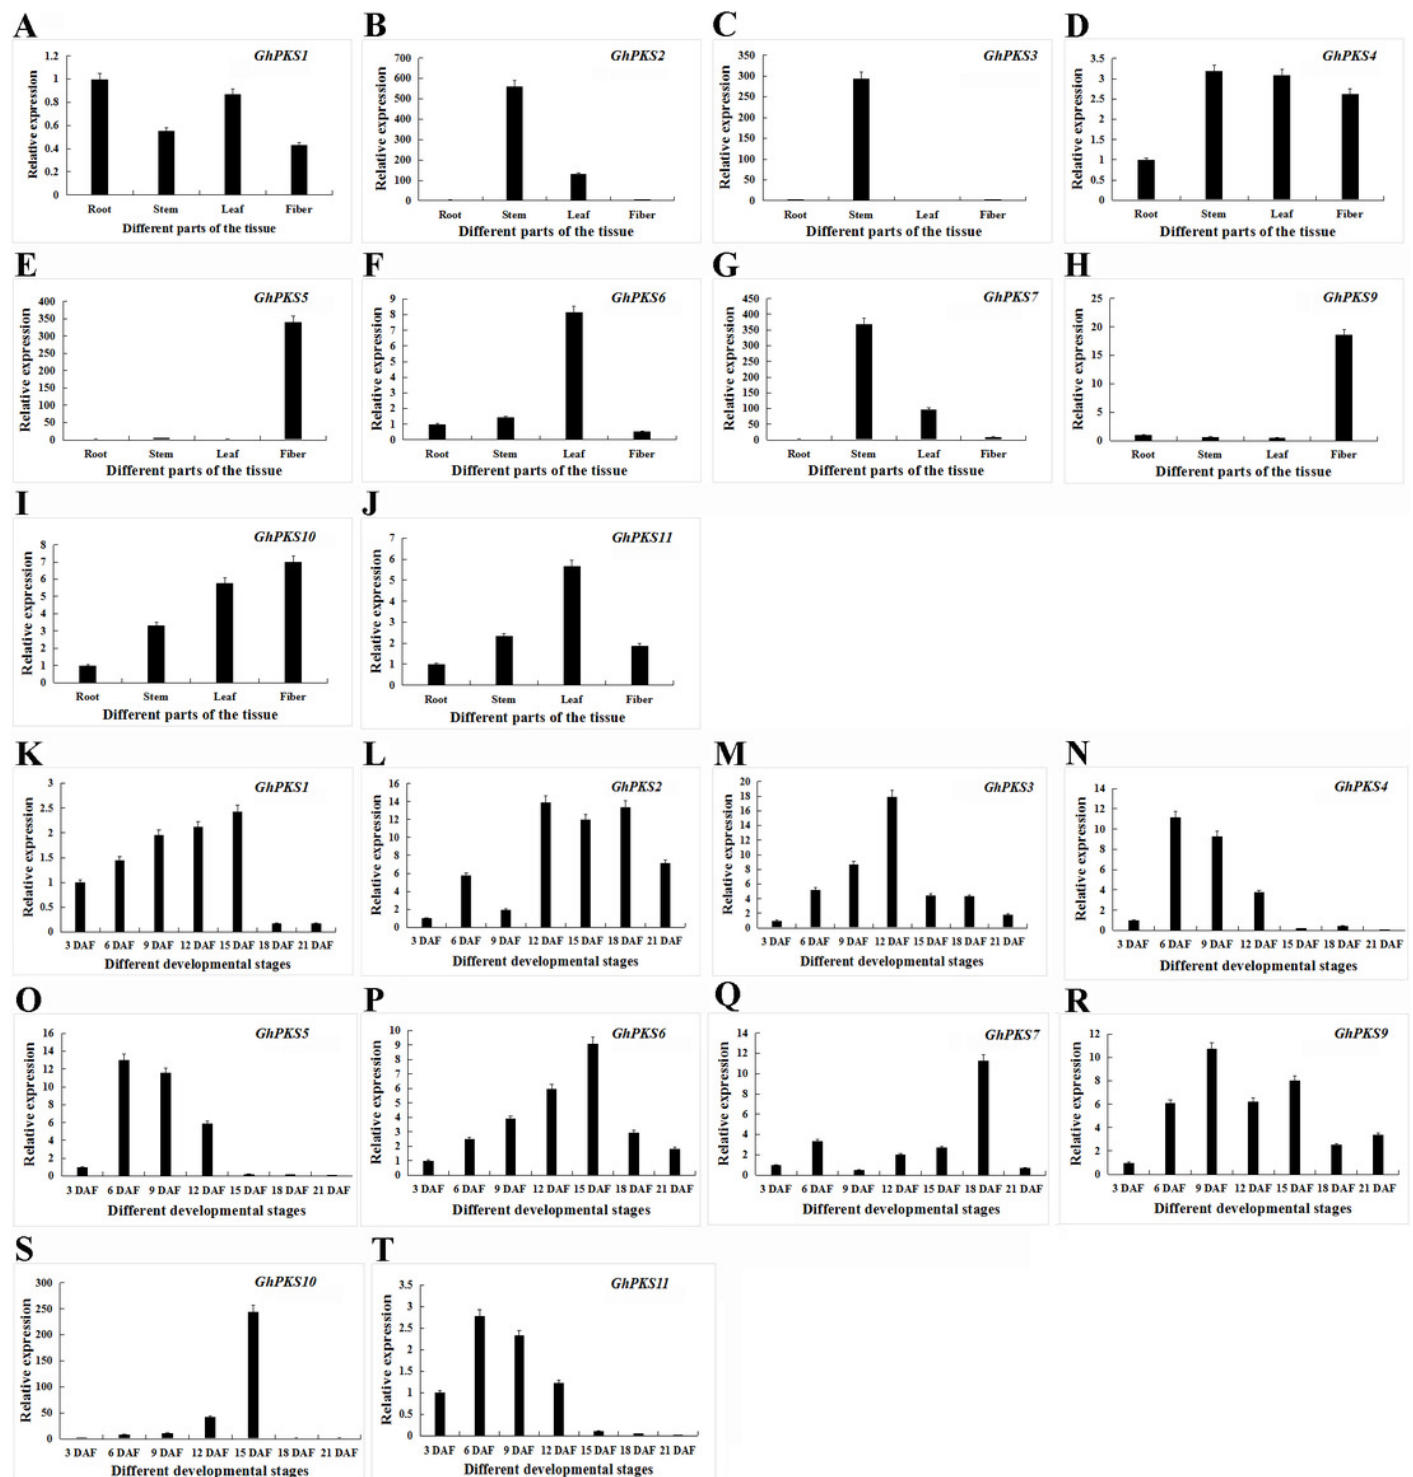 A
GhPKS1
Relative expression
1.2
1
0.8
0.6
0.4
0.2
0
Root Stem Leaf Fiber
Different parts of the tissue
B
GhPKS2
Relative expression
700
600
500
400
300
200
100
0
Root Stem Leaf Fiber
Different parts of the tissue
C
GhPKS3
Relative expression
350
300
250
200
150
100
50
0
Root Stem Leaf Fiber
Different parts of the tissue
D
GhPKS4
Relative expression
3.5
3
2.5
2
1.5
1
0.5
0
Root Stem Leaf Fiber
Different parts of the tissue
E
GhPKS5
Relative expression
400
350
300
250
200
150
100
50
0
Root Stem Leaf Fiber
Different parts of the tissue
F
GhPKS6
Relative expression
9
8
7
6
5
4
3
2
1
0
Root Stem Leaf Fiber
Different parts of the tissue
G
GhPKS7
Relative expression
450
400
350
300
250
200
150
100
50
0
Root Stem Leaf Fiber
Different parts of the tissue
H
GhPKS9
Relative expression
25
20
15
10
5
0
Root Stem Leaf Fiber
Different parts of the tissue
I
GhPKS10
Relative expression
8
7
6
5
4
3
2
1
0
Root Stem Leaf Fiber
Different parts of the tissue
J
GhPKS11
Relative expression
7
6
5
4
3
2
1
0
Root Stem Leaf Fiber
Different parts of the tissue
K
GhPKS1
Relative expression
3
2.5
2
1.5
1
0.5
0
3 DAF 6 DAF 9 DAF 12 DAF 15 DAF 18 DAF 21 DAF
Different developmental stages
L
GhPKS2
Relative expression
16
14
12
10
8
6
4
2
0
3 DAF 6 DAF 9 DAF 12 DAF 15 DAF 18 DAF 21 DAF
Different developmental stages
M
GhPKS3
Relative expression
20
18
16
14
12
10
8
6
4
2
0
3 DAF 6 DAF 9 DAF 12 DAF 15 DAF 18 DAF 21 DAF
Different developmental stages
N
GhPKS4
Relative expression
14
12
10
8
6
4
2
0
3 DAF 6 DAF 9 DAF 12 DAF 15 DAF 18 DAF 21 DAF
Different developmental stages
O
GhPKS5
Relative expression
16
14
12
10
8
6
4
2
0
3 DAF 6 DAF 9 DAF 12 DAF 15 DAF 18 DAF 21 DAF
Different developmental stages
P
GhPKS6
Relative expression
10
9
8
7
6
5
4
3
2
1
0
3 DAF 6 DAF 9 DAF 12 DAF 15 DAF 18 DAF 21 DAF
Different developmental stages
Q
GhPKS7
Relative expression
14
12
10
8
6
4
2
0
3 DAF 6 DAF 9 DAF 12 DAF 15 DAF 18 DAF 21 DAF
Different developmental stages
R
GhPKS9
Relative expression
12
10
8
6
4
2
0
3 DAF 6 DAF 9 DAF 12 DAF 15 DAF 18 DAF 21 DAF
Different developmental stages
S
GhPKS10
Relative expression
300
250
200
150
100
50
0
3 DAF 6 DAF 9 DAF 12 DAF 15 DAF 18 DAF 21 DAF
Different developmental stages
T
GhPKS11
Relative expression
3.5
3
2.5
2
1.5
1
0.5
0
3 DAF 6 DAF 9 DAF 12 DAF 15 DAF 18 DAF 21 DAF
Different developmental stages